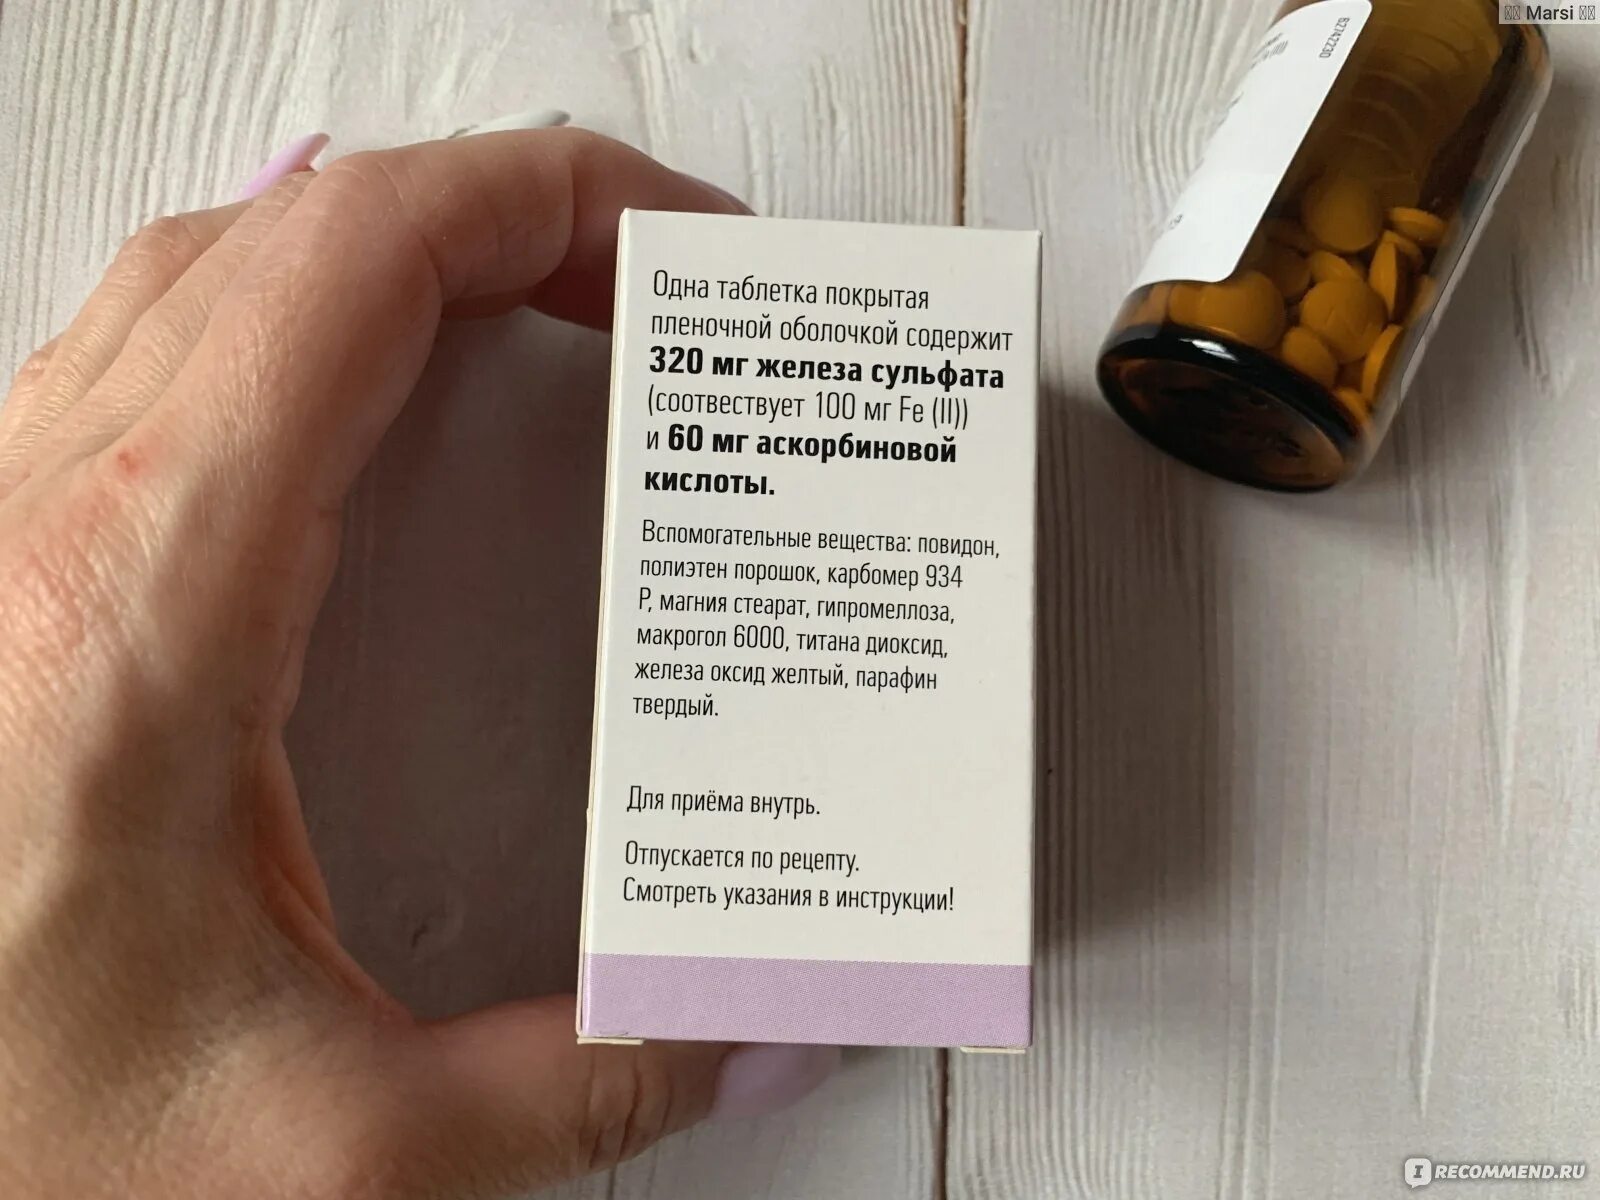 Marsi
62742230
Одна таблетка покрытая
пленочной оболочкой содержит
320 мг железа сульфата
(соотвествует 100 мг Fe (II))
и 60 мг аскорбиновой
кислоты.
Вспомогательные вещества: повидон,
полиэтен порошок, карбомер 934
Р, магния стеарат, гипромеллоза,
макрогол 6000, титана диоксид,
железа оксид желтый, парафин
твердый.
Для приёма внутрь.
Отпускается по рецепту.
Смотреть указания в инструкции!
IRECOMMEND.RU